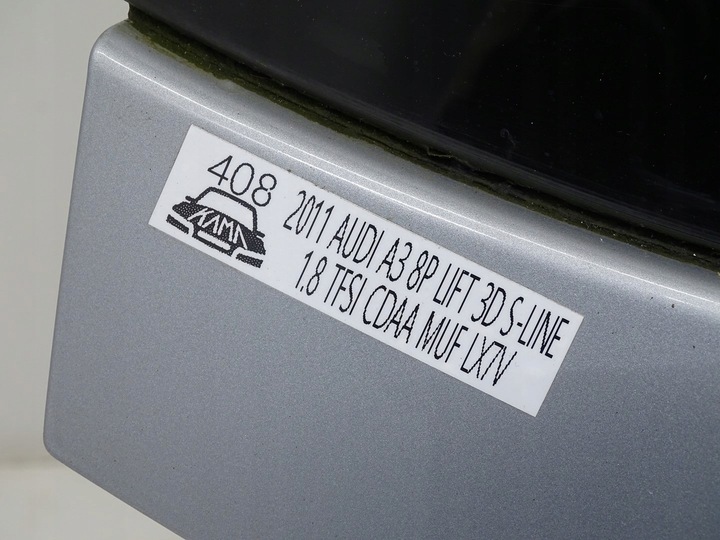 408
KAMA
2011 AUDI A3 8P LIFT 3D S-LINE
1.8 TFSI CDAA MUF LX7V